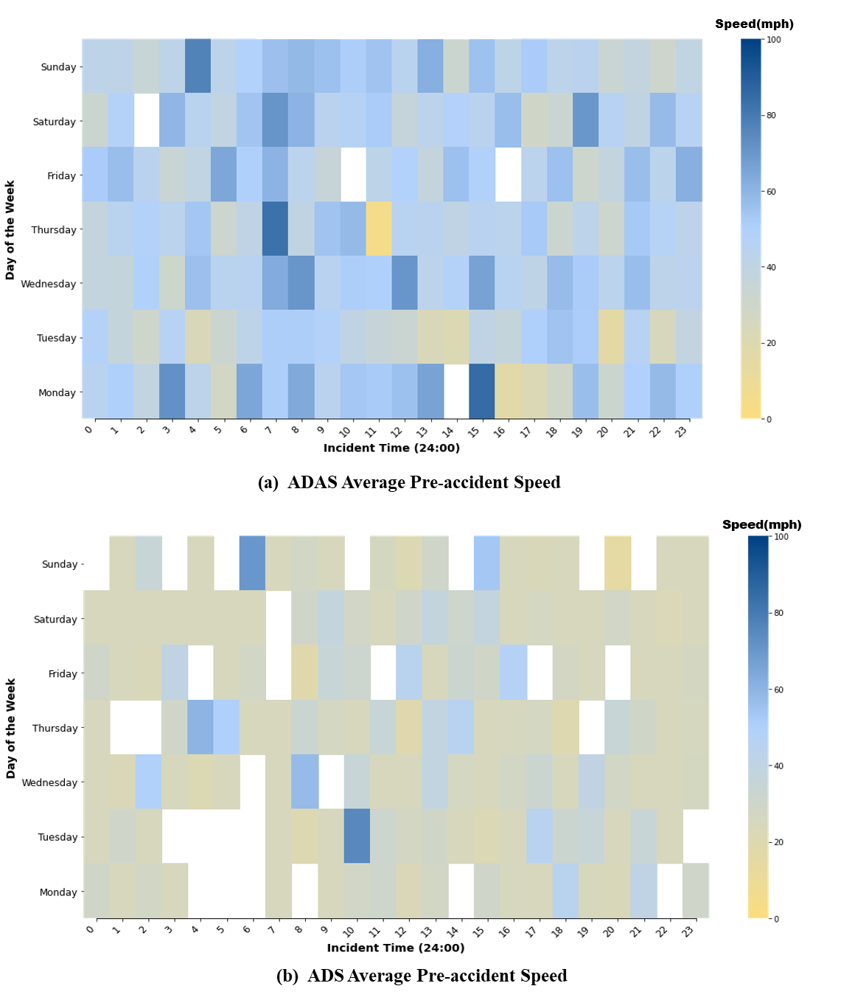 Speed(mph)
100
80
60
40
20
0
Sunday
Saturday
Friday
Thursday
Wednesday
Tuesday
Monday
Day of the Week
0 1 2 3 4 5 6 7 8 9 10 11 12 13 14 15 16 17 18 19 20 21 22 23
Incident Time (24:00)
(a) ADAS Average Pre-accident Speed
Speed(mph)
100
80
60
40
20
0
Sunday
Saturday
Friday
Thursday
Wednesday
Tuesday
Monday
Day of the Week
0 1 2 3 4 5 6 7 8 9 10 11 12 13 14 15 16 17 18 19 20 21 22 23
Incident Time (24:00)
(b) ADS Average Pre-accident Speed